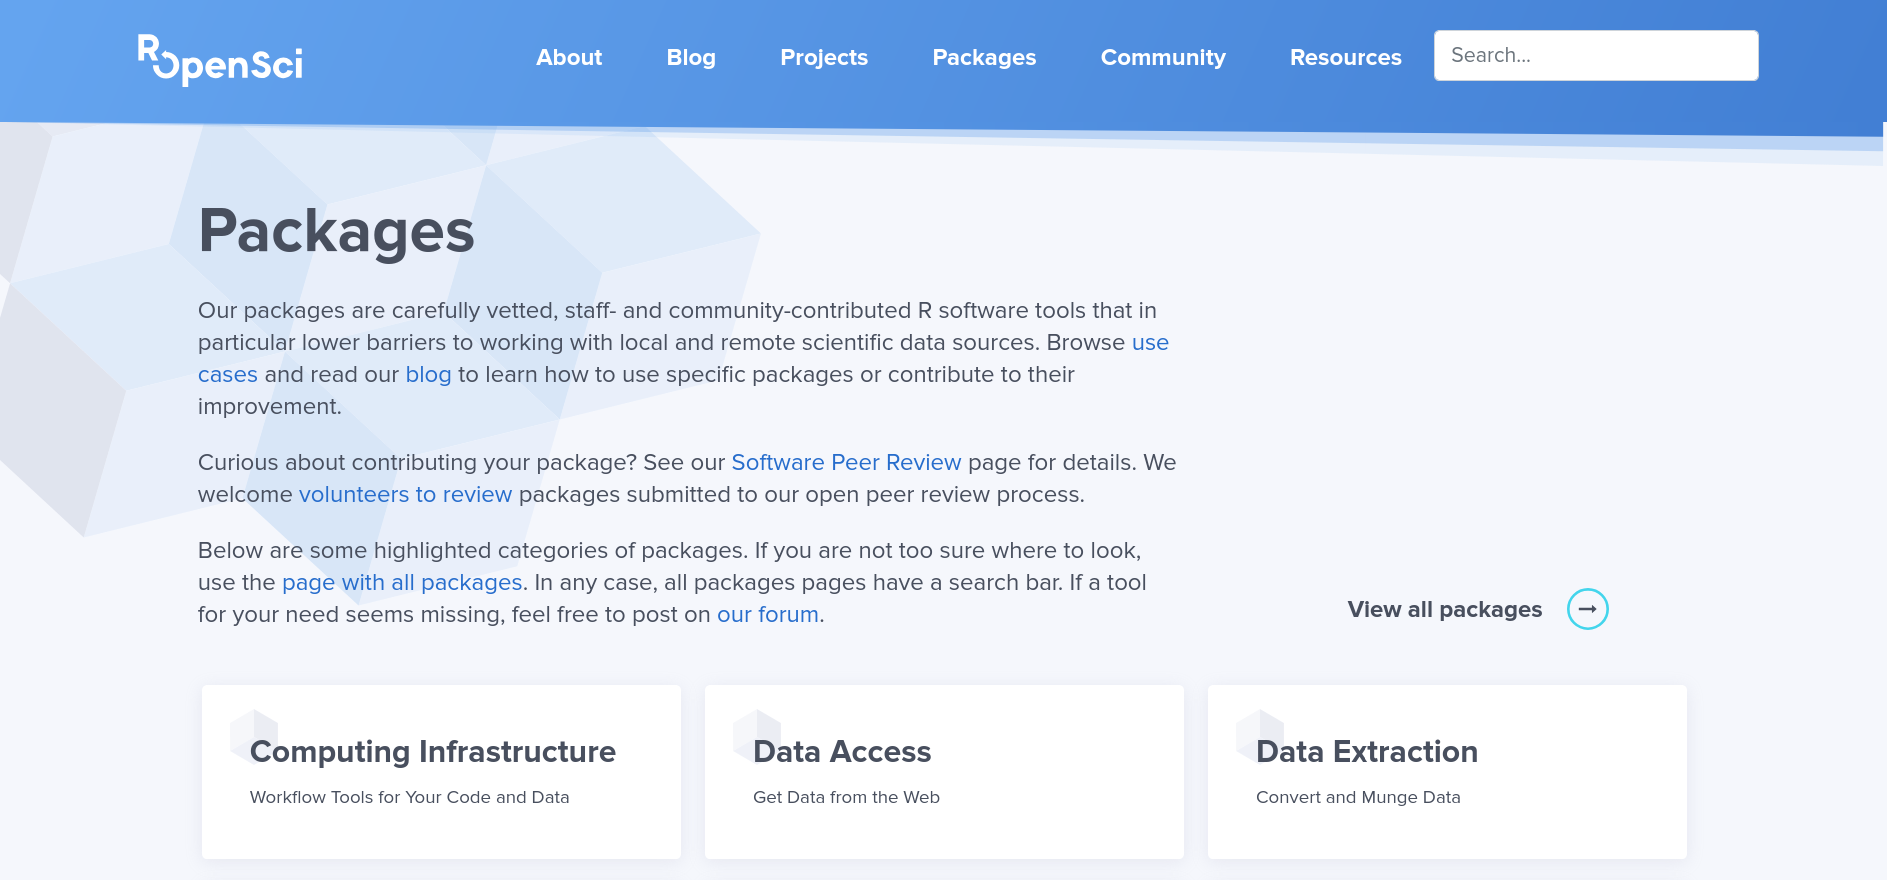 ROpenSci
About
Blog
Projects
Packages
Community
Resources
Search...
Packages
Our packages are carefully vetted, staff- and community-contributed R software tools that in
particular lower barriers to working with local and remote scientific data sources. Browse use
cases and read our blog to learn how to use specific packages or contribute to their
improvement.
Curious about contributing your package? See our Software Peer Review page for details. We
welcome volunteers to review packages submitted to our open peer review process.
Below are some highlighted categories of packages. If you are not too sure where to look,
use the page with all packages. In any case, all packages pages have a search bar. If a tool
for your need seems missing, feel free to post on our forum.
View all packages
Computing Infrastructure
Workflow Tools for Your Code and Data
Data Access
Get Data from the Web
Data Extraction
Convert and Munge Data